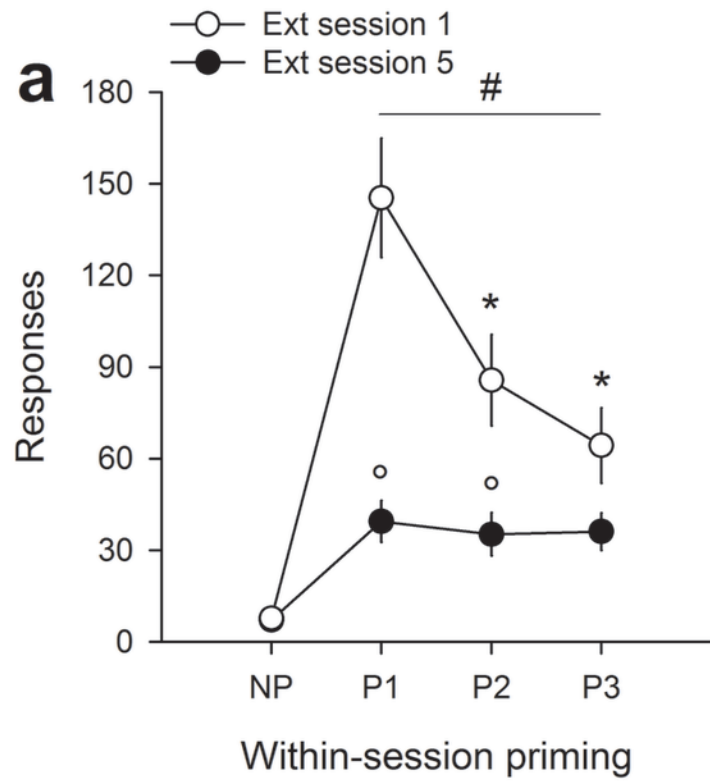 Ext session 1
Ext session 5
a
#
180
150
120
90
60
30
0
*
*
Responses
NP P1 P2 P3
Within-session priming